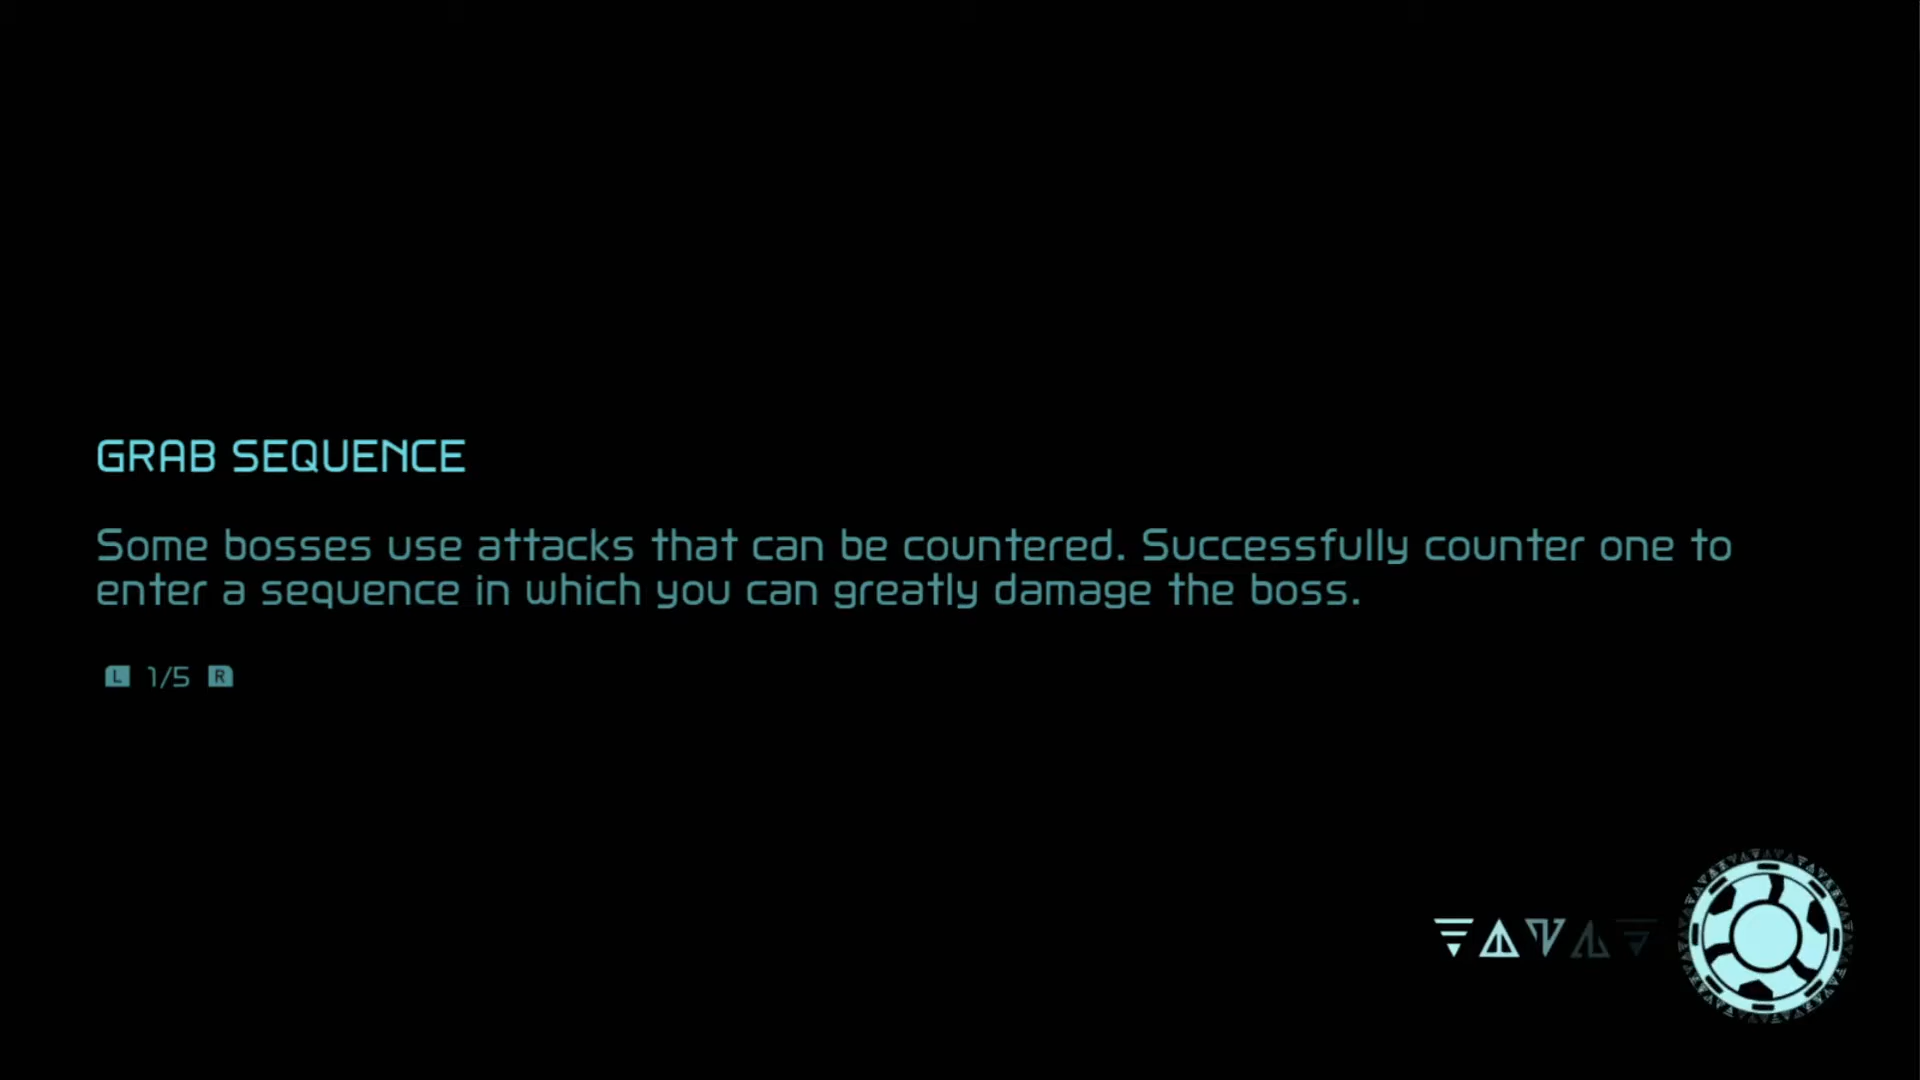 GRAB SEQUENCE
Some bosses use attacks that can be countered. Successfully counter one to
enter a sequence in which you can greatly damage the boss.
L 1/5 R